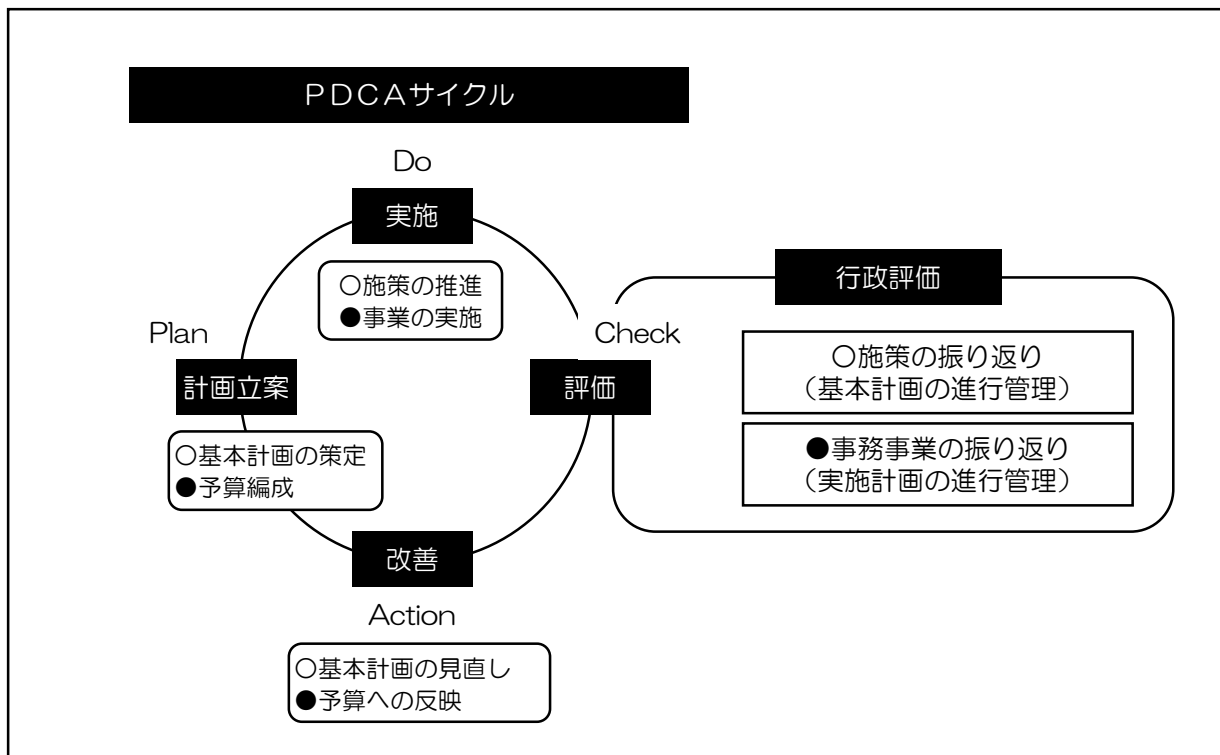 PDCAサイクル
Do
実施
○施策の推進
●事業の実施
Plan
計画立案
○基本計画の策定
●予算編成
Check
評価
行政評価
○施策の振り返り
（基本計画の進行管理）
●事務事業の振り返り
（実施計画の進行管理）
改善
Action
○基本計画の見直し
●予算への反映